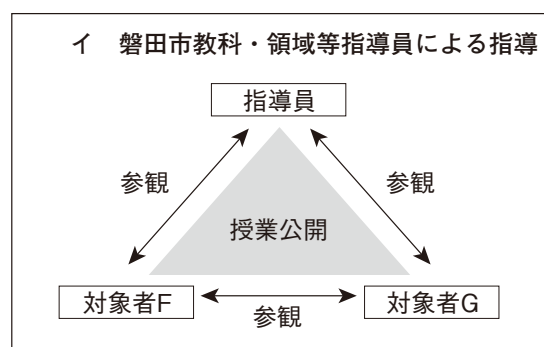 イ　磐田市教科・領域等指導員による指導
指導員
参観
参観
授業公開
対象者F
対象者G
参観